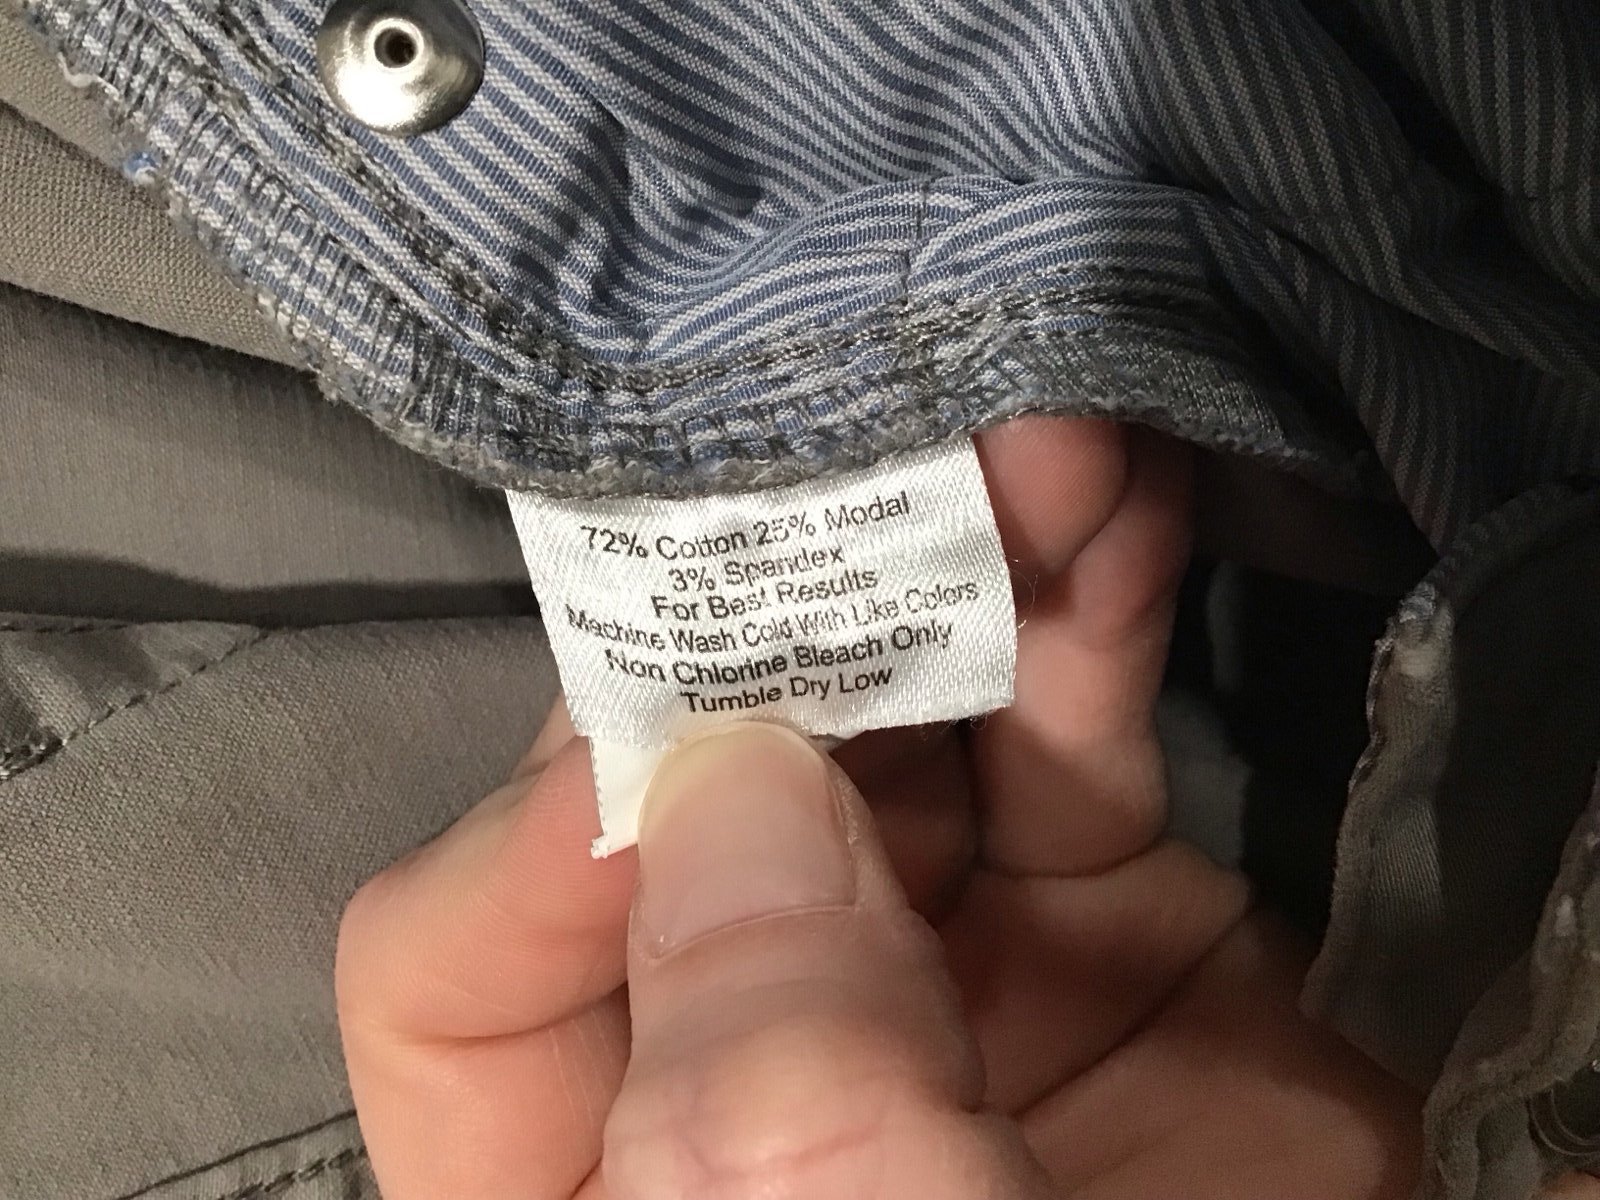 72% Cotton 25% Modal
3% Spandex
For Best Results
Machine Wash Cold With Like Colors
Non Chlorine Bleach Only
Tumble Dry Low